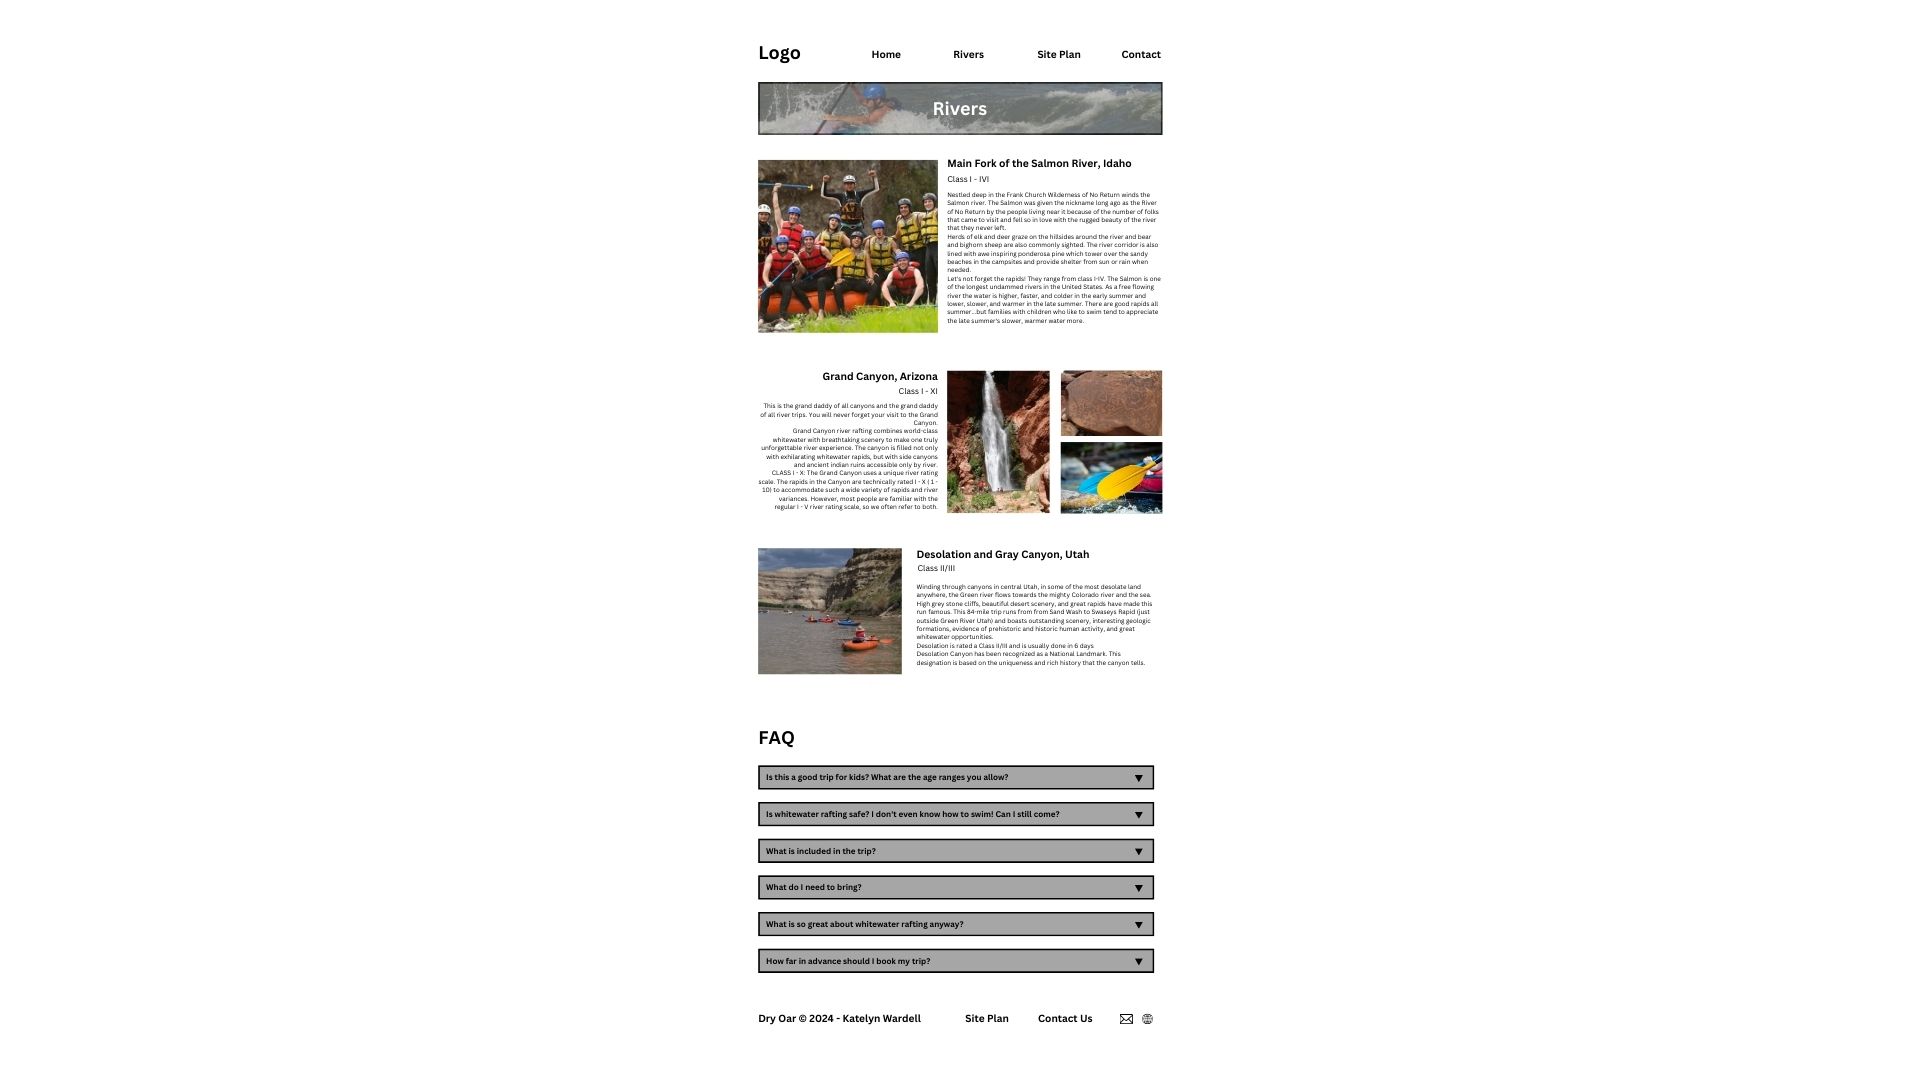 Logo
Home
Rivers
Site Plan
Contact
Rivers
Main Fork of the Salmon River, Idaho
Class I - IVI
Nestled deep in the Frank Church Wilderness of No Return winds the
Salmon river. The Salmon was given the nickname long ago as the River
of No Return by the people living near it because of the number of folks
that came to visit and fell so in love with the rugged beauty of the river
that they never left.
Herds of elk and deer graze on the hillsides around the river and bear
and bighorn sheep are also commonly sighted. The river corridor is also
lined with awe inspiring ponderosa pine which tower over the sandy
beaches in the campsites and provide shelter from sun or rain when
needed.
Let's not forget the rapids! They range from class I-IV. The Salmon is one
of the longest undammed rivers in the United States. As a free flowing
river the water is higher, faster, and colder in the early summer and
lower, slower, and warmer in the late summer. There are good rapids all
summer...but families with children who like to swim tend to appreciate
the late summer's slower, warmer water more.
Grand Canyon, Arizona
Class I - XI
This is the grand daddy of all canyons and the grand daddy
of all river trips. You will never forget your visit to the Grand
Canyon.
Grand Canyon river rafting combines world-class
whitewater with breathtaking scenery to make one truly
unforgettable river experience. The canyon is filled not only
with exhilarating whitewater rapids, but with side canyons
and ancient indian ruins accessible only by river.
CLASS I - X: The Grand Canyon uses a unique river rating
scale. The rapids in the Canyon are technically rated I - X ( 1 -
10) to accommodate such a wide variety of rapids and river
variances. However, most people are familiar with the
regular I - V river rating scale, so we often refer to both.
Desolation and Gray Canyon, Utah
Class II/III
Winding through canyons in central Utah, in some of the most desolate land
anywhere, the Green river flows towards the mighty Colorado river and the sea.
High grey stone cliffs, beautiful desert scenery, and great rapids have made this
run famous. This 84-mile trip runs from from Sand Wash to Swaseys Rapid (just
outside Green River Utah) and boasts outstanding scenery, interesting geologic
formations, evidence of prehistoric and historic human activity, and great
whitewater opportunities.
Desolation is rated a Class II/III and is usually done in 6 days
Desolation Canyon has been recognized as a National Landmark. This
designation is based on the uniqueness and rich history that the canyon tells.
FAQ
Is this a good trip for kids? What are the age ranges you allow?
Is whitewater rafting safe? I don't even know how to swim! Can I still come?
What is included in the trip?
What do I need to bring?
What is so great about whitewater rafting anyway?
How far in advance should I book my trip?
Dry Oar © 2024 - Katelyn Wardell
Site Plan
Contact Us